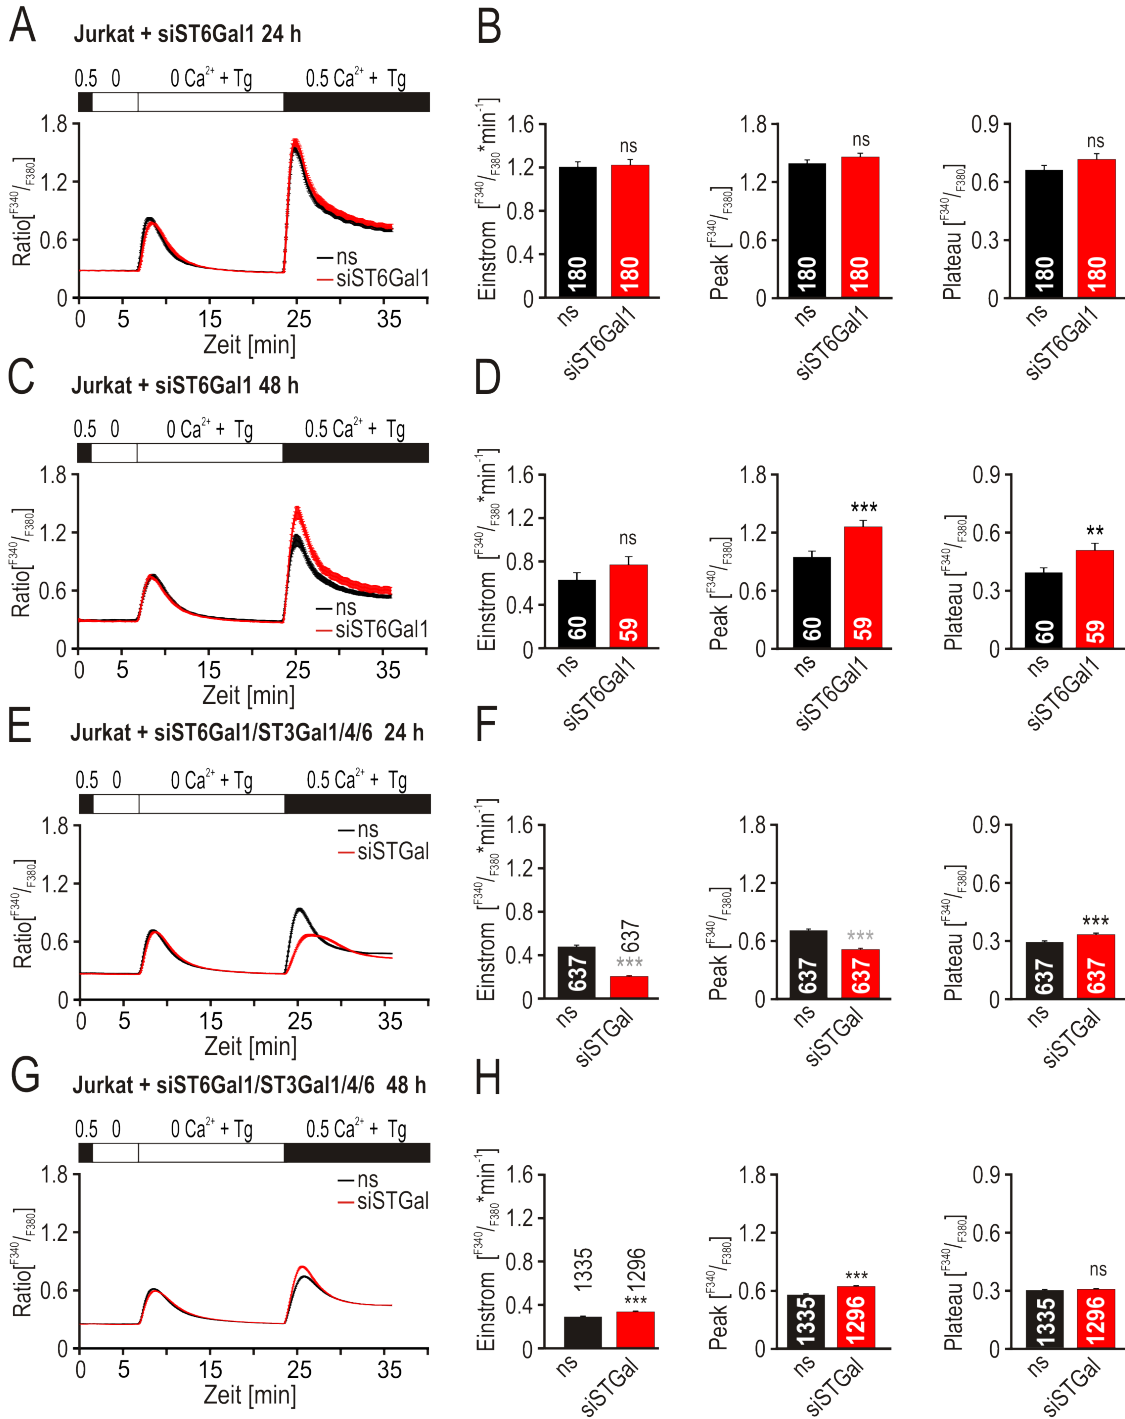 A
Jurkat + siST6Gal1 24 h
0.5 0 0 Ca²⁺ + Tg 0.5 Ca²⁺ + Tg
Ratio[F340/F380]
1.8
1.2
0.6
0
ns
siST6Gal1
0 5 15 25 35
Zeit [min]
B
Einstrom [F340/F380*min⁻¹]
1.6
1.2
0.8
0.4
0
ns
180 180
ns siST6Gal1
Peak [F340/F380]
1.8
1.2
0.6
0
ns
180 180
ns siST6Gal1
Plateau [F340/F380]
0.9
0.6
0.3
0
ns
180 180
ns siST6Gal1
C
Jurkat + siST6Gal1 48 h
0.5 0 0 Ca²⁺ + Tg 0.5 Ca²⁺ + Tg
Ratio[F340/F380]
1.8
1.2
0.6
0
ns
siST6Gal1
0 5 15 25 35
Zeit [min]
D
Einstrom [F340/F380*min⁻¹]
1.6
1.2
0.8
0.4
0
ns
60 59
ns siST6Gal1
Peak [F340/F380]
1.8
1.2
0.6
0
***
60 59
ns siST6Gal1
Plateau [F340/F380]
0.9
0.6
0.3
0
**
60 59
ns siST6Gal1
E
Jurkat + siST6Gal1/ST3Gal1/4/6 24 h
0.5 0 0 Ca²⁺ + Tg 0.5 Ca²⁺ + Tg
Ratio[F340/F380]
1.8
1.2
0.6
0
ns
siSTGal
0 5 15 25 35
Zeit [min]
F
Einstrom [F340/F380*min⁻¹]
1.6
1.2
0.8
0.4
0
637
***
637
ns siSTGal
Peak [F340/F380]
1.8
1.2
0.6
0
***
637 637
ns siSTGal
Plateau [F340/F380]
0.9
0.6
0.3
0
***
637 637
ns siSTGal
G
Jurkat + siST6Gal1/ST3Gal1/4/6 48 h
0.5 0 0 Ca²⁺ + Tg 0.5 Ca²⁺ + Tg
Ratio[F340/F380]
1.8
1.2
0.6
0
ns
siSTGal
0 5 15 25 35
Zeit [min]
H
Einstrom [F340/F380*min⁻¹]
1.6
1.2
0.8
0.4
0
1335 1296
***
ns siSTGal
Peak [F340/F380]
1.8
1.2
0.6
0
***
1335 1296
ns siSTGal
Plateau [F340/F380]
0.9
0.6
0.3
0
ns
1335 1296
ns siSTGal